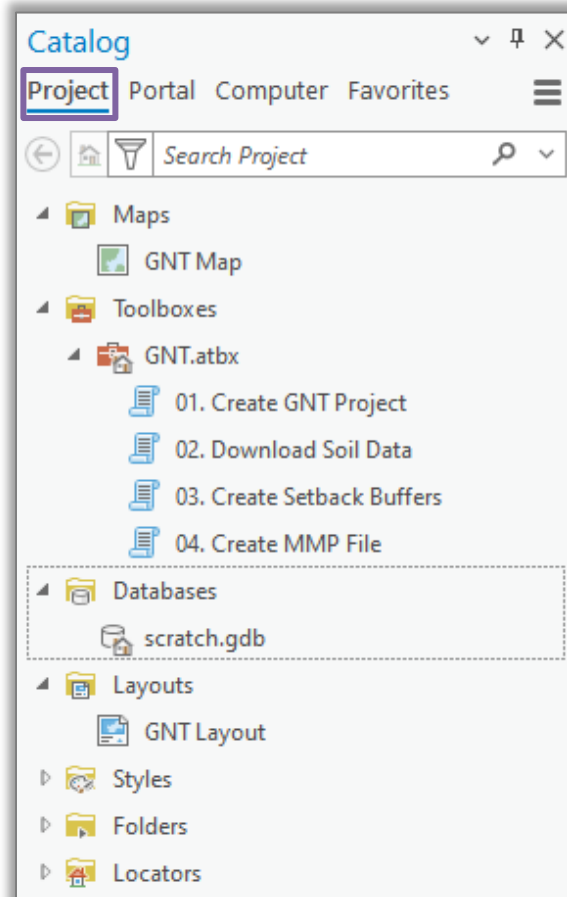 Catalog
Project Portal Computer Favorites
Search Project
Maps
GNT Map
Toolboxes
GNT.atbx
01. Create GNT Project
02. Download Soil Data
03. Create Setback Buffers
04. Create MMP File
Databases
scratch.gdb
Layouts
GNT Layout
Styles
Folders
Locators